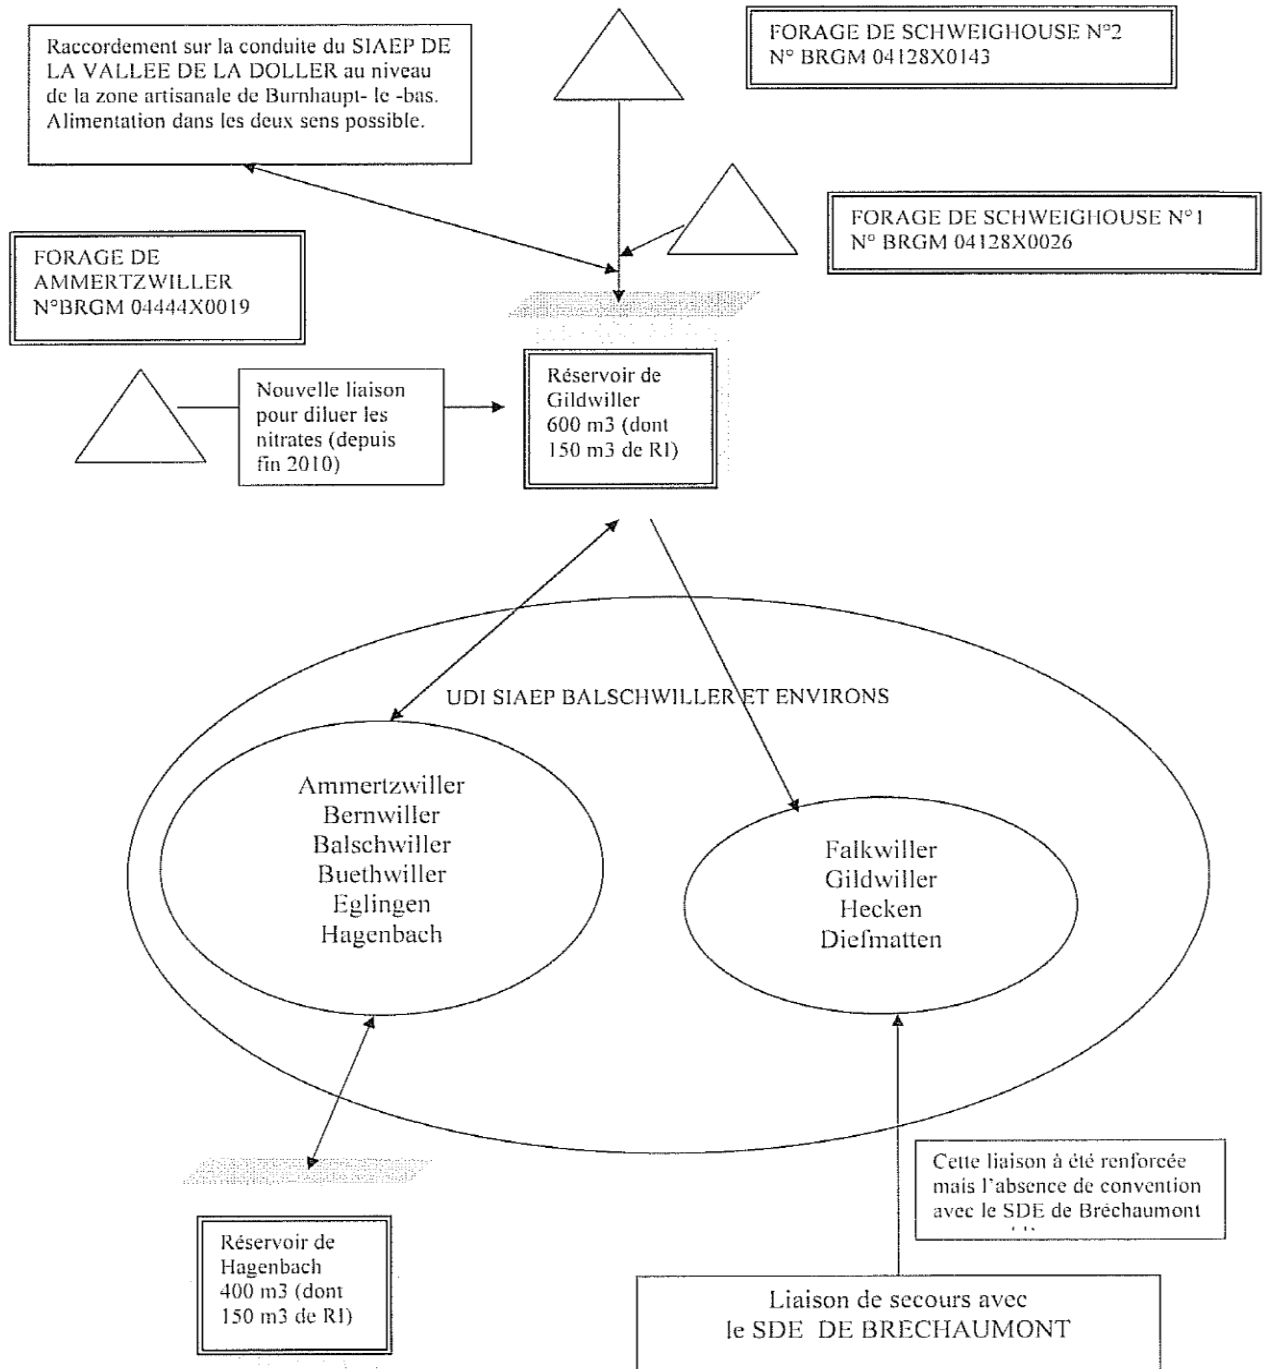 Raccordement sur la conduite du SIAEP DE
LA VALLEE DE LA DOLLER au niveau
de la zone artisanale de Burnhaupt- le -bas.
Alimentation dans les deux sens possible.
FORAGE DE SCHWEIGHOUSE N°2
N° BRGM 04128X0143
FORAGE DE SCHWEIGHOUSE N°1
N° BRGM 04128X0026
FORAGE DE
AMMERTZWILLER
N°BRGM 04444X0019
Nouvelle liaison
pour diluer les
nitrates (depuis
fin 2010)
Réservoir de
Gildwiller
600 m3 (dont
150 m3 de RI)
UDI SIAEP BALSCHWILLER ET ENVIRONS
Ammertzwiller
Bernwiller
Balschwiller
Buethwiller
Eglingen
Hagenbach
Falkwiller
Gildwiller
Hecken
Diefmatten
Cette liaison à été renforcée
mais l'absence de convention
avec le SDE de Bréchaumont
Réservoir de
Hagenbach
400 m3 (dont
150 m3 de RI)
Liaison de secours avec
le SDE DE BRECHAUMONT